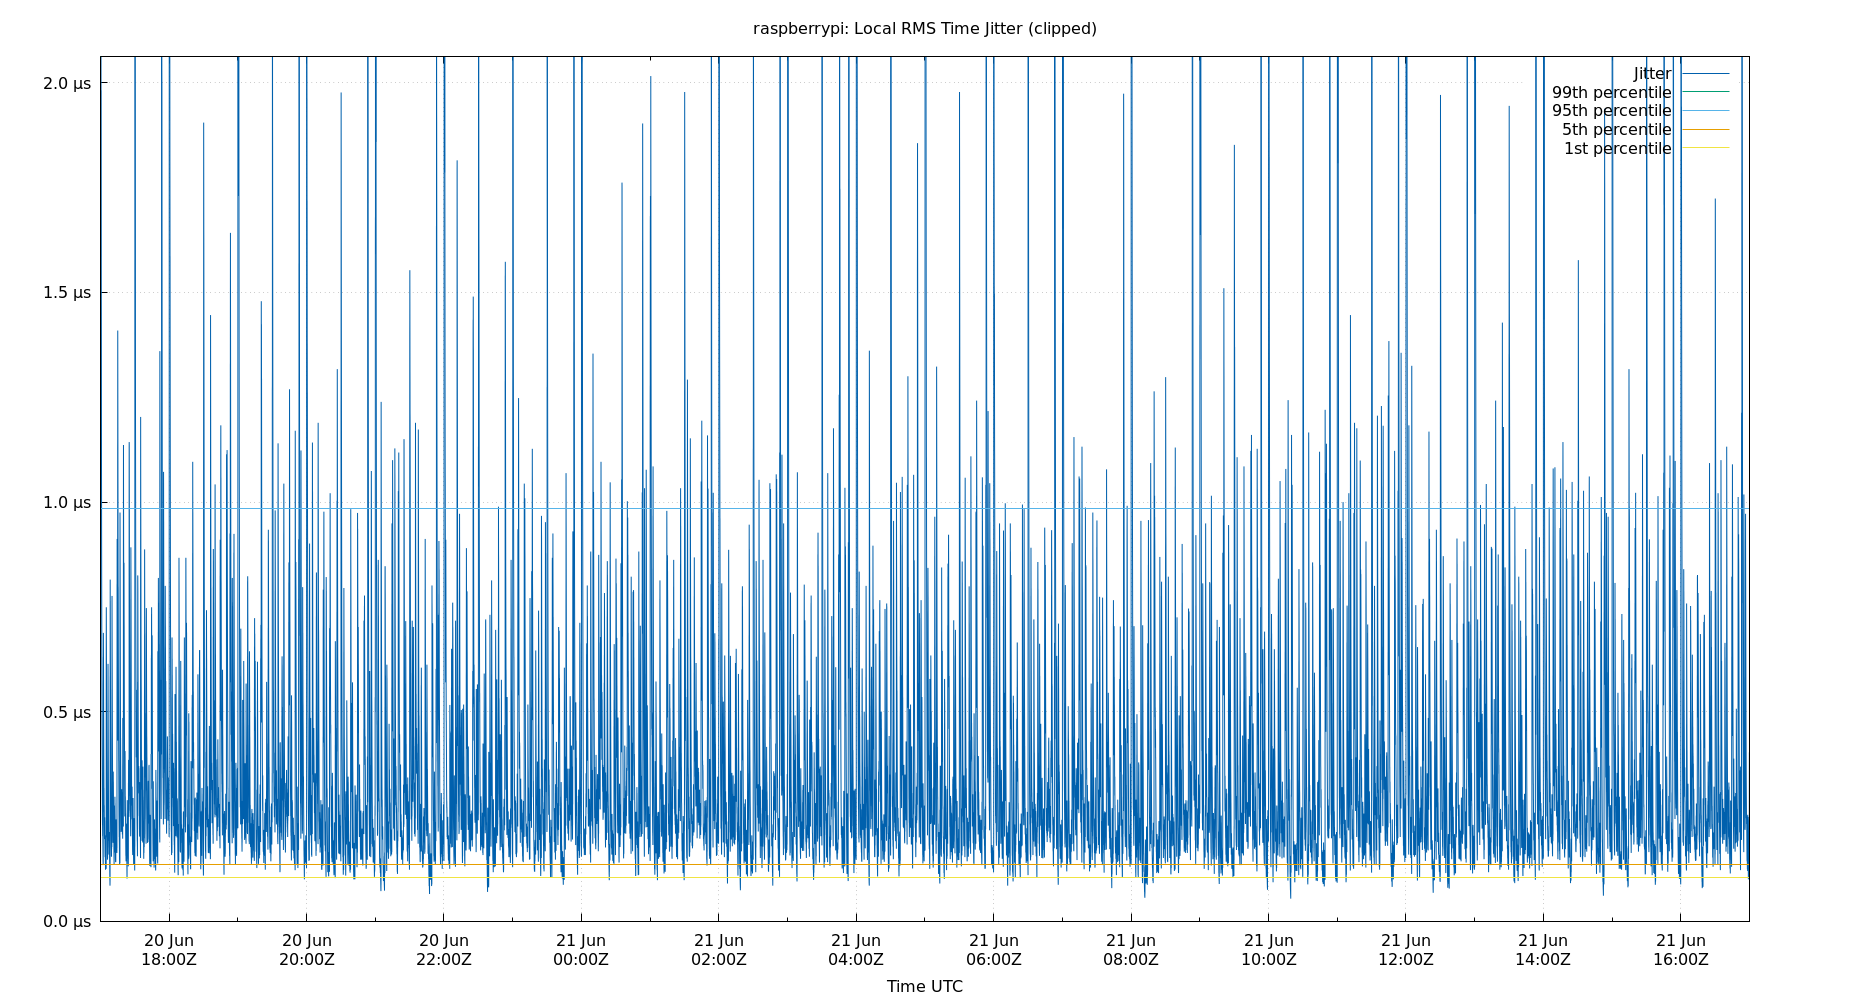 raspberrypi: Local RMS Time Jitter (clipped)
2.0 µs
1.5 µs
1.0 µs
0.5 µs
0.0 µs
Jitter
99th percentile
95th percentile
5th percentile
1st percentile
20 Jun 20 Jun 20 Jun 21 Jun 21 Jun 21 Jun 21 Jun 21 Jun 21 Jun 21 Jun 21 Jun 21 Jun
18:00Z 20:00Z 22:00Z 00:00Z 02:00Z 04:00Z 06:00Z 08:00Z 10:00Z 12:00Z 14:00Z 16:00Z
Time UTC